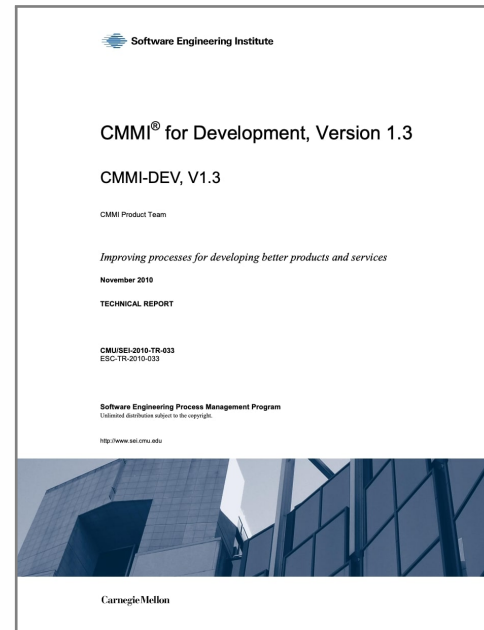 Software Engineering Institute
CMMI® for Development, Version 1.3
CMMI-DEV, V1.3
CMMI Product Team
Improving processes for developing better products and services
November 2010
TECHNICAL REPORT
CMU/SEI-2010-TR-033
ESC-TR-2010-033
Software Engineering Process Management Program
Unlimited distribution subject to the copyright.
http://www.sei.cmu.edu
CarnegieMellon